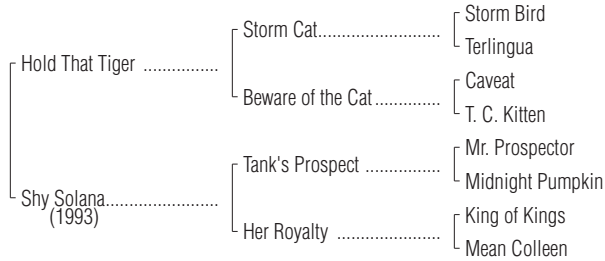 Storm Bird
Storm Cat........................
Terlingua
Hold That Tiger ...............
Caveat
Beware of the Cat.............
T. C. Kitten
Mr. Prospector
Tank's Prospect ...............
Midnight Pumpkin
Shy Solana.......................
(1993)
King of Kings
Her Royalty .....................
Mean Colleen